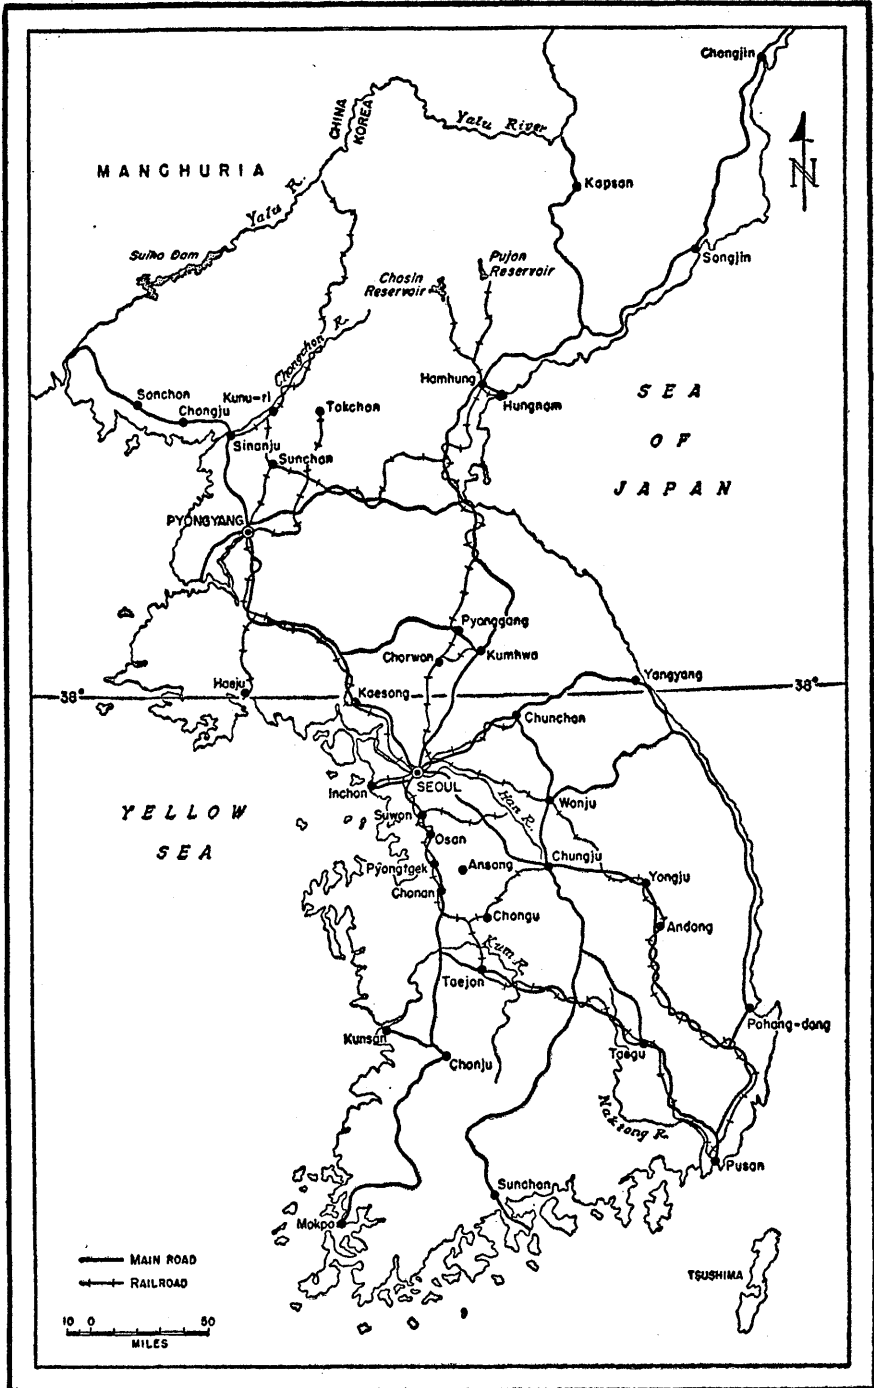 Chongjin
CHINA
KOREA
Yalu River
N
MANCHURIA
Yalu R.
Kapsan
Suiho Dam
Songjin
Pujon
Reservoir
Chosin
Reservoir
Chongchon R.
Hamhung
Hungnam
SEA
OF
JAPAN
Sonchon
Chongju
Kunu-ri
Tokchon
Sinanju
Sunchon
PYONGYANG
Pyonggang
Kumhwa
Chorwon
Haeju
Kaesong
Yangyang
38°
38°
Chunchon
SEOUL
Inchon
Wonju
Han R.
YELLOW
SEA
Suwon
Osan
Pyongtgek
Ansong
Chungju
Yongju
Chonan
Chongu
Andong
Kum R.
Taejon
Kunsan
Chonju
Taegu
Pohang-dong
Naktong R.
Pusan
Sunchon
Mokpo
TSUSHIMA
MAIN ROAD
RAILROAD
10 0 50
MILES